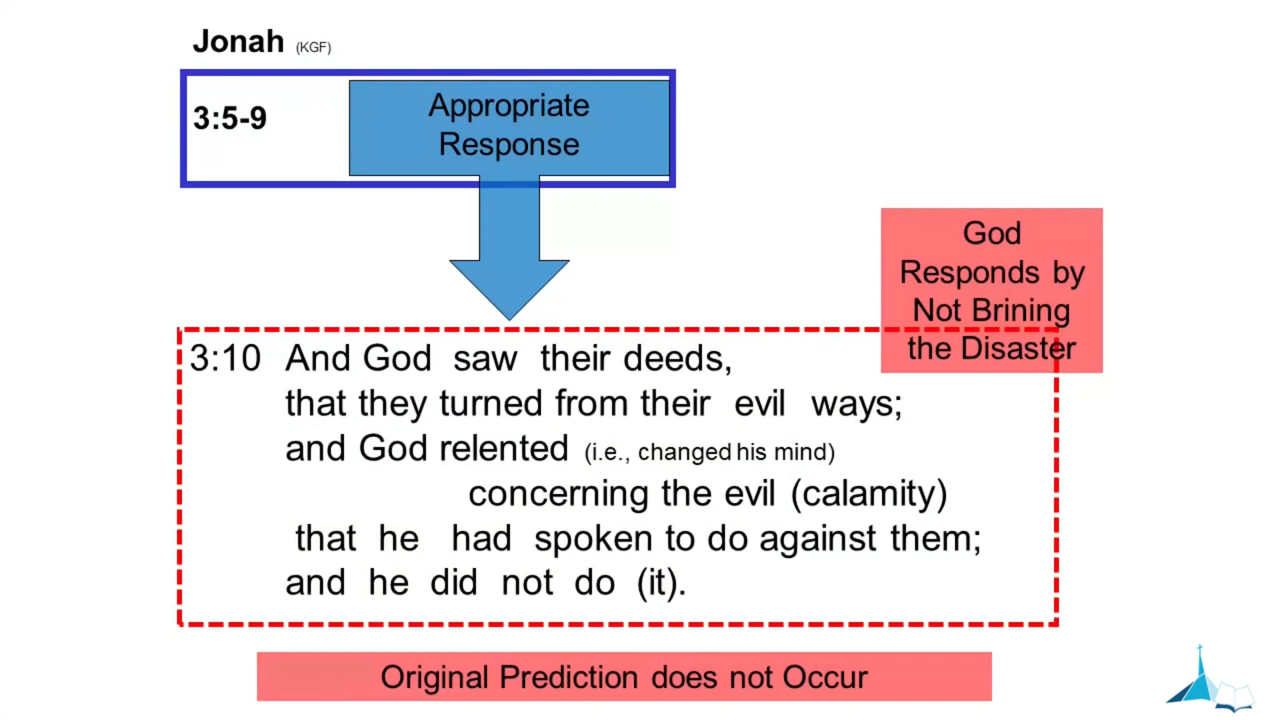 Jonah (KGF)
3:5-9
Appropriate
Response
God
Responds by
Not Brining
the Disaster
3:10 And God saw their deeds,
that they turned from their evil ways;
and God relented (i.e., changed his mind)
concerning the evil (calamity)
that he had spoken to do against them;
and he did not do (it).
Original Prediction does not Occur